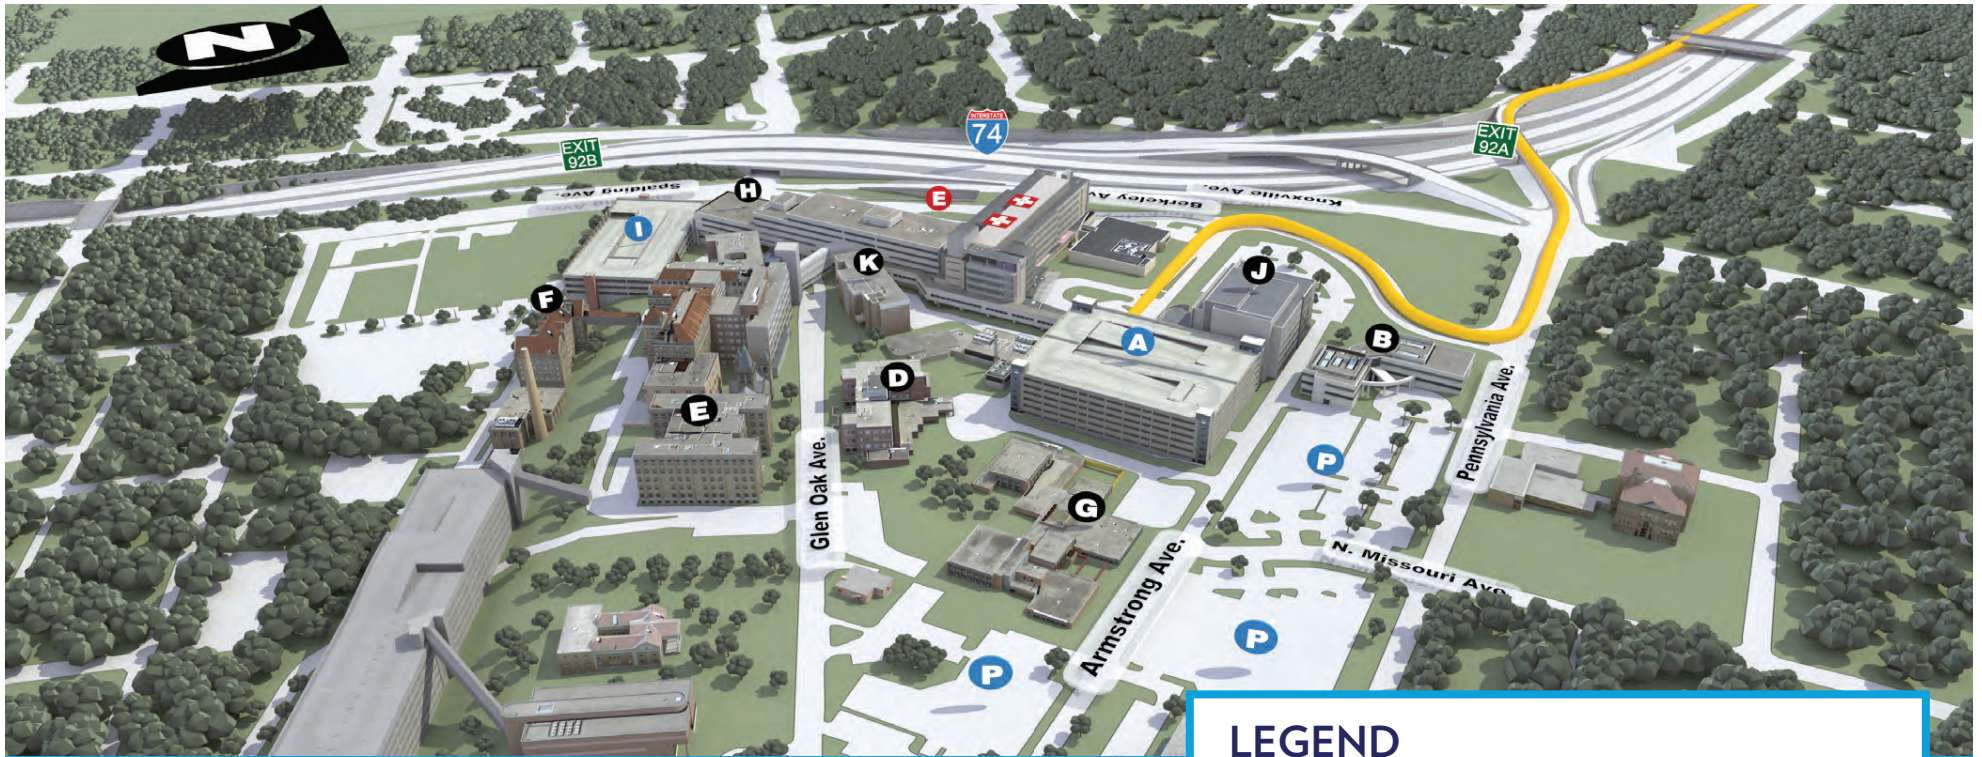 N
INTERSTATE
74
EXIT
92B
EXIT
92A
Spalding Ave.
H
E
Berkeley Ave.
Knoxville Ave.
I
K
J
F
A
B
D
E
Glen Oak Ave.
Pennsylvania Ave.
P
G
N. Missouri Ave.
Armstrong Ave.
P
P
LEGEND